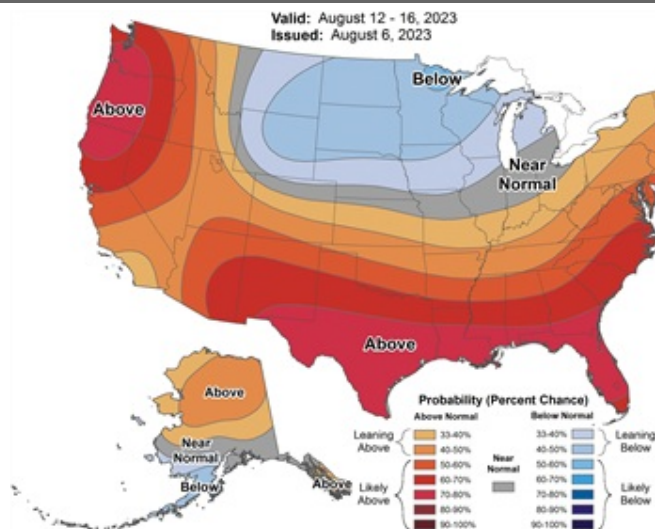 Valid: August 12 - 16, 2023
Issued: August 6, 2023
Below
Above
Near
Normal
Above
Above
Near
Normal
Below
Above
Probability (Percent Chance)
Above Normal
Below Normal
Leaning
Above
33-40%
40-50%
Likely
Above
50-60%
60-70%
70-80%
80-90%
90-100%
Near
Normal
33-40%
40-50%
Leaning
Below
50-60%
60-70%
70-80%
80-90%
90-100%
Likely
Below